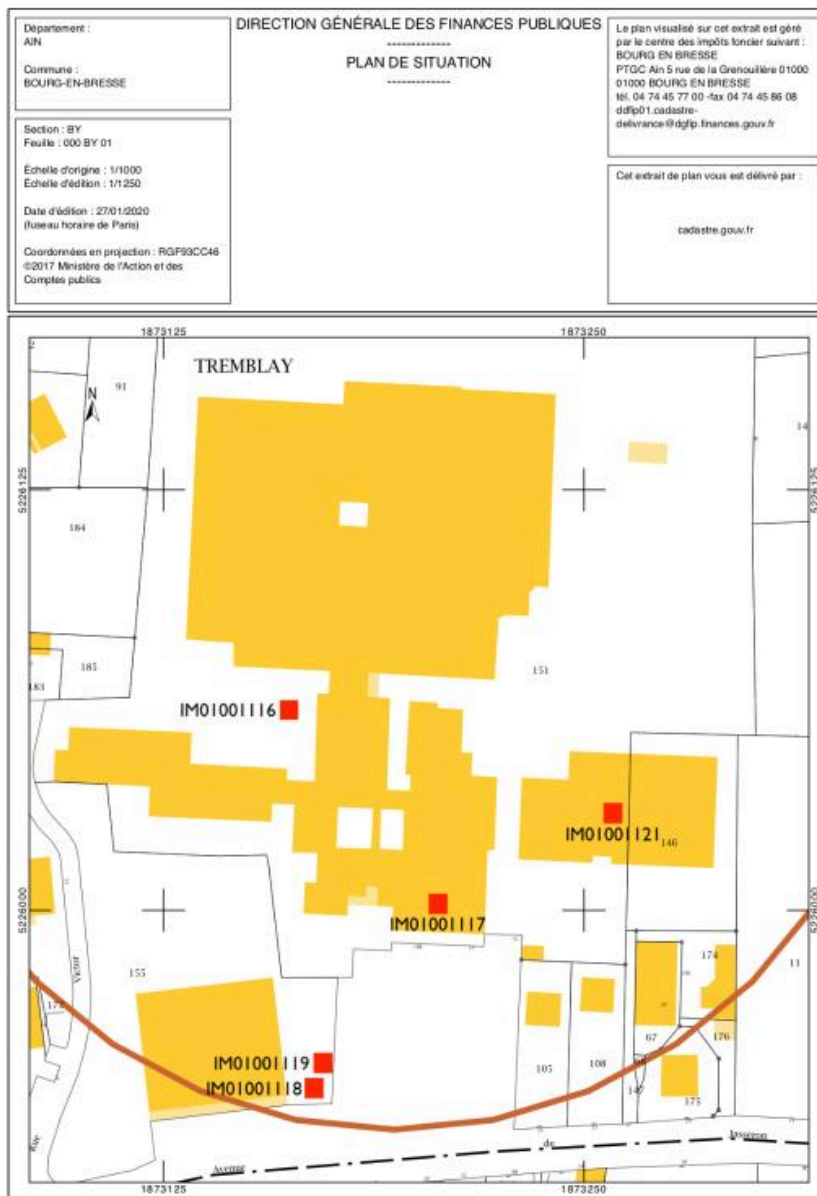 Département :
AIN
Commune :
BOURG-EN-BRESSE
Section : BY
Feuille : 000 BY 01
Échelle d'origine : 1/1000
Échelle d'édition : 1/1250
Date d'édition : 27/01/2020
(fuseau horaire de Paris)
Coordonnées en projection : RGF93CC46
©2017 Ministère de l'Action et des
Comptes publics
DIRECTION GÉNÉRALE DES FINANCES PUBLIQUES
-------------
PLAN DE SITUATION
-------------
Le plan visualisé sur cet extrait est géré
par le centre des impôts foncier suivant :
BOURG EN BRESSE
PTGC Ain 5 rue de la Grenouillère 01000
01000 BOURG EN BRESSE
tél. 04 74 45 77 00 -fax 04 74 45 86 08
ddfip01.cadastre-
delivrance@dgfip.finances.gouv.fr
Cet extrait de plan vous est délivré par :
cadastre.gouv.fr
1873125
1873250
TREMBLAY
91
N
14
5226125
5226125
184
185
183
151
IM01001116
IM01001121
146
5226000
5226000
IM01001117
155
Victor
174
11
67
176
105
108
147
175
IM01001119
IM01001118
Rue
Avenue
de
Jasseron
1873125
1873250